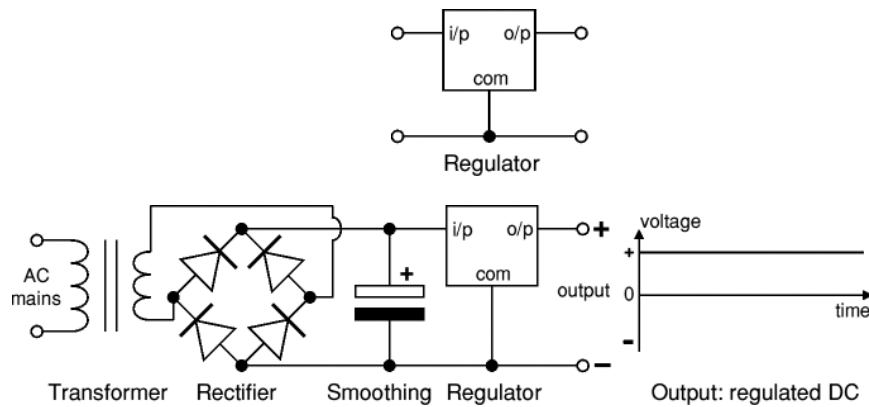 i/p o/p
com
Regulator
AC
mains
+
i/p o/p
com
+
output
−
voltage
+
0
-
time
Transformer Rectifier Smoothing Regulator Output: regulated DC